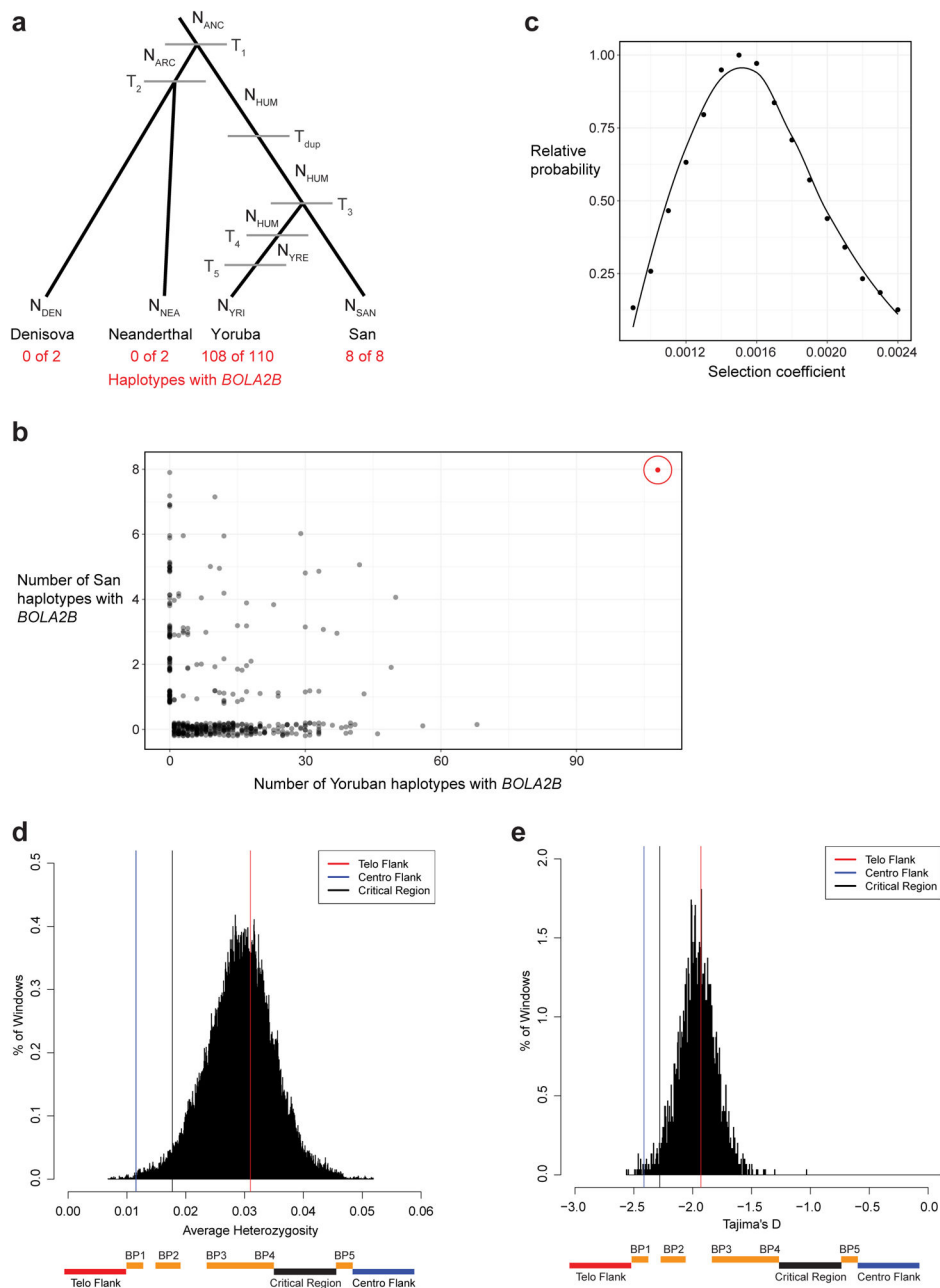 a
N_ANC
T_1
N_ARC
T_2
N_HUM
T_dup
N_HUM
T_3
N_HUM
T_4
N_YRE
T_5
N_DEN
N_NEA
N_YRI
N_SAN
Denisova Neanderthal Yoruba San
0 of 2 0 of 2 108 of 110 8 of 8
Haplotypes with BOLA2B
c
1.00
0.75
Relative
probability
0.50
0.25
0.0012 0.0016 0.0020 0.0024
Selection coefficient
b
8
6
Number of San
haplotypes with
BOLA2B
4
2
0
0 30 60 90
Number of Yoruban haplotypes with BOLA2B
d
0.5
0.4
0.3
0.2
0.1
0.0
% of Windows
Telo Flank
Centro Flank
Critical Region
0.00 0.01 0.02 0.03 0.04 0.05 0.06
Average Heterozygosity
BP1 BP2 BP3 BP4 BP5
Telo Flank Critical Region Centro Flank
e
2.0
1.5
1.0
0.5
0.0
% of Windows
Telo Flank
Centro Flank
Critical Region
−3.0 −2.5 −2.0 −1.5 −1.0 −0.5 0.0
Tajima's D
BP1 BP2 BP3 BP4 BP5
Telo Flank Critical Region Centro Flank